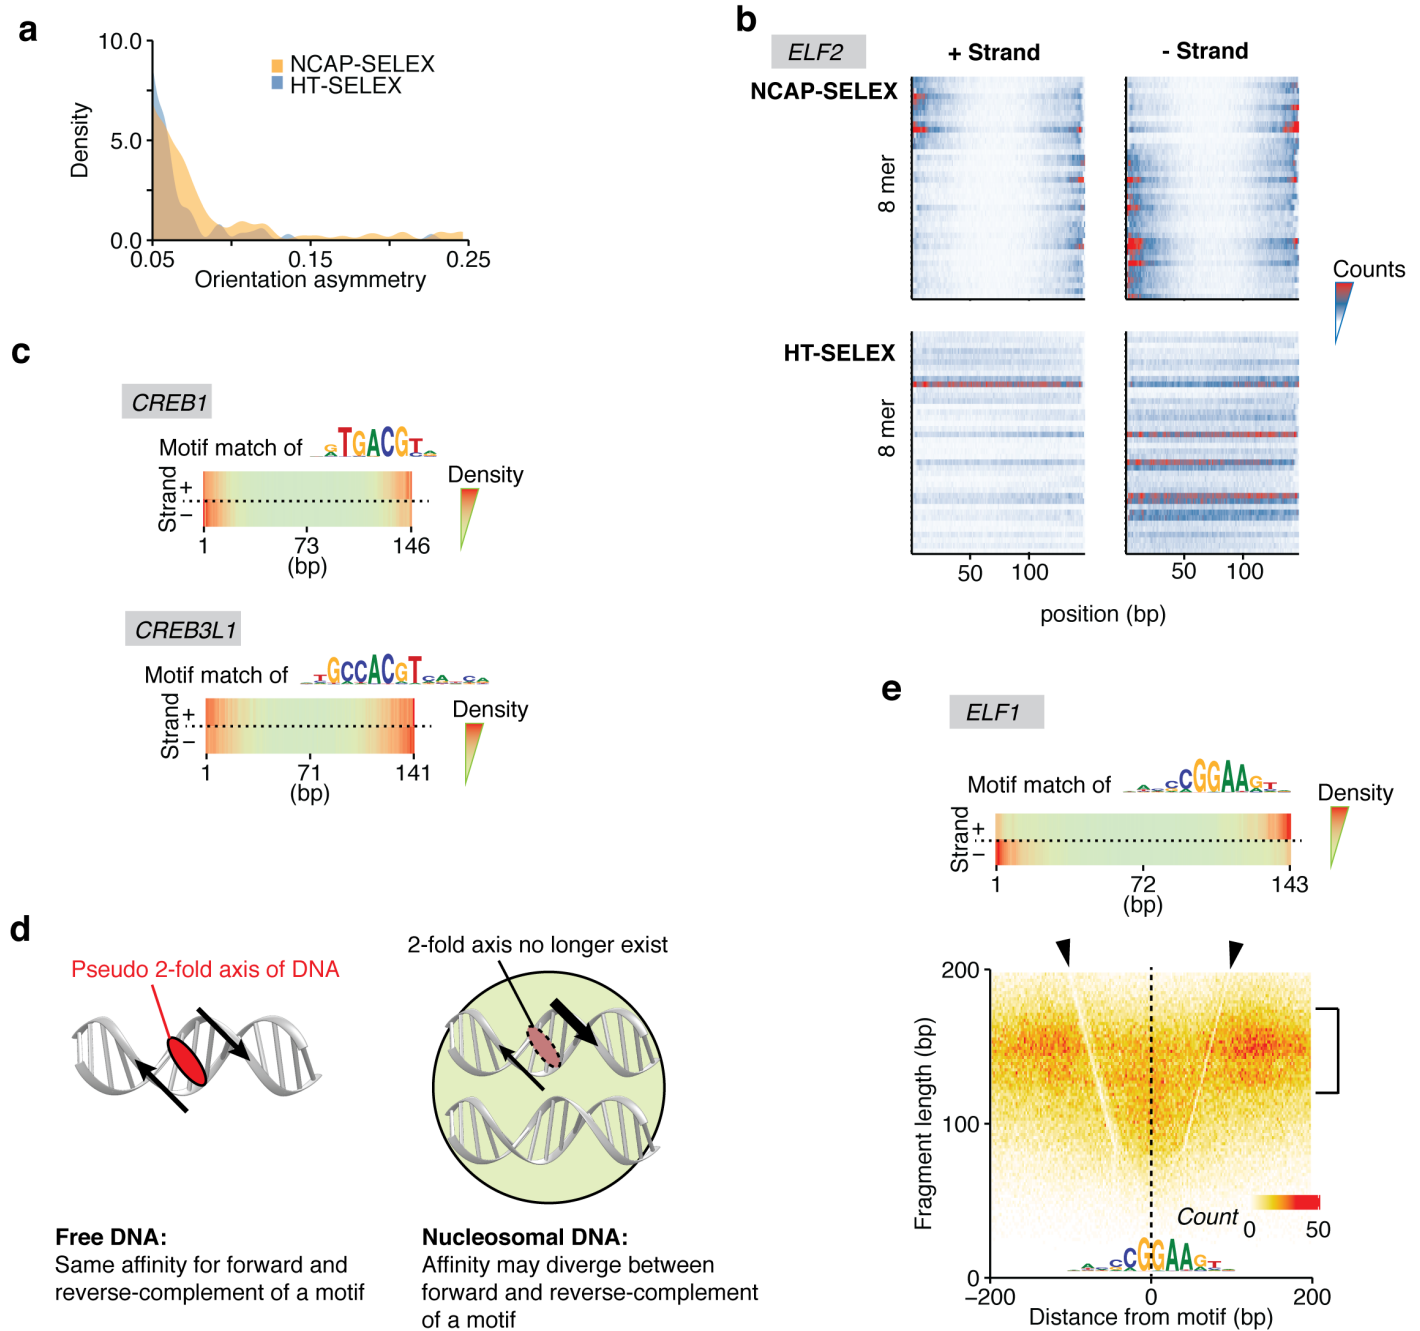 a
10.0
5.0
0.0
Density
0.05
0.15
0.25
Orientation asymmetry
NCAP-SELEX
HT-SELEX
b
ELF2
+ Strand
- Strand
NCAP-SELEX
8 mer
HT-SELEX
8 mer
50
100
50
100
position (bp)
Counts
c
CREB1
Motif match of
TGACGT
Strand
+
−
1
73
146
(bp)
Density
CREB3L1
Motif match of
TGCCACGTCA
Strand
+
−
1
71
141
(bp)
Density
d
Pseudo 2-fold axis of DNA
2-fold axis no longer exist
Free DNA:
Same affinity for forward and
reverse-complement of a motif
Nucleosomal DNA:
Affinity may diverge between
forward and reverse-complement
of a motif
e
ELF1
Motif match of
CCGGAAGT
Strand
+
−
1
72
143
(bp)
Density
200
100
0
Fragment length (bp)
Count
0
50
CCGGAAGT
−200
0
200
Distance from motif (bp)